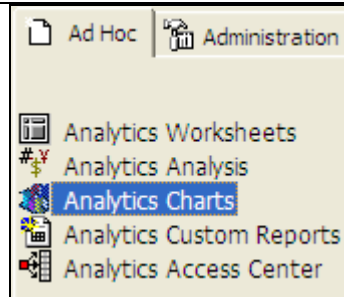 Ad Hoc Administration
Analytics Worksheets
Analytics Analysis
Analytics Charts
Analytics Custom Reports
Analytics Access Center